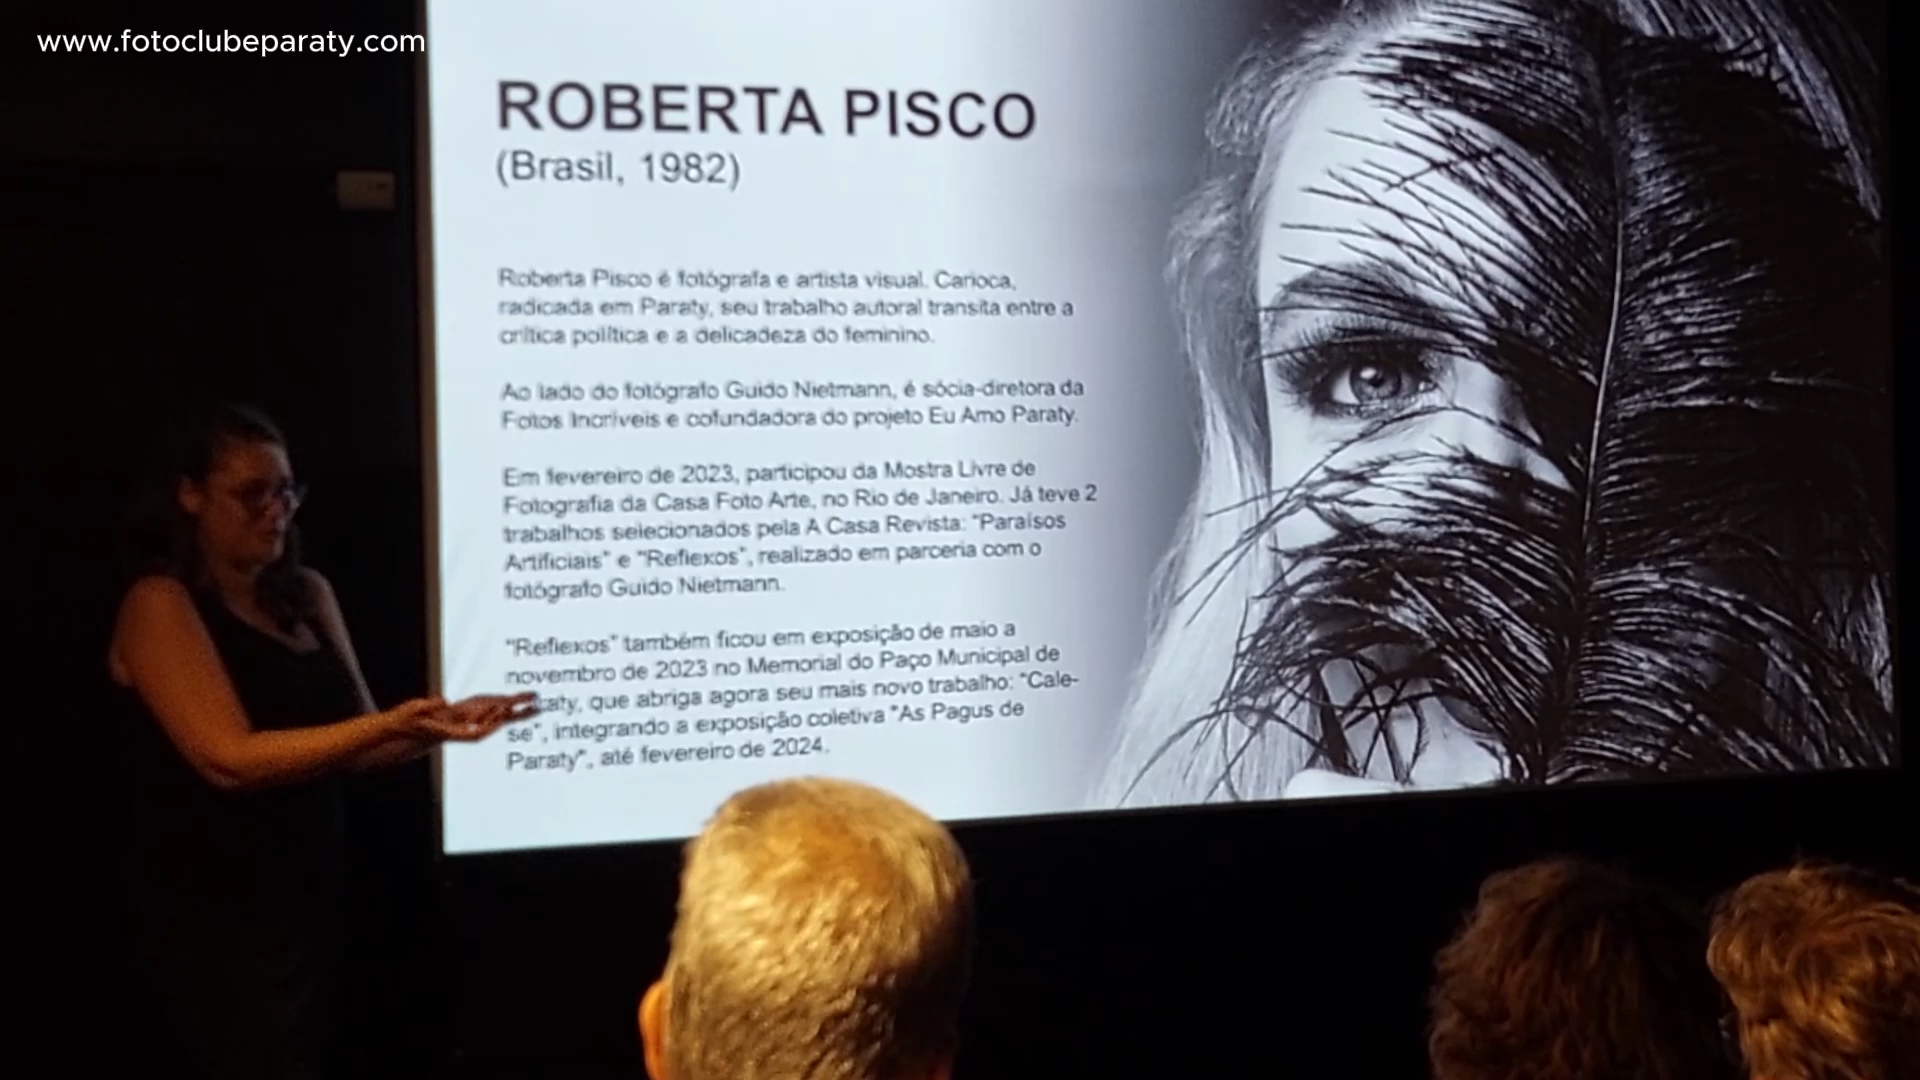 www.fotoclubeparaty.com
ROBERTA PISCO
(Brasil, 1982)
Roberta Pisco é fotógrafa e artista visual. Carioca,
radicada em Paraty, seu trabalho autoral transita entre a
crítica política e a delicadeza do feminino.
Ao lado do fotógrafo Guido Nietmann, é sócia-diretora da
Fotos Incríveis e cofundadora do projeto Eu Amo Paraty.
Em fevereiro de 2023, participou da Mostra Livre de
Fotografia da Casa Foto Arte, no Rio de Janeiro. Já teve 2
trabalhos selecionados pela A Casa Revista: "Paraísos
Artificiais" e "Reflexos", realizado em parceria com o
fotógrafo Guido Nietmann.
"Reflexos" também ficou em exposição de maio a
novembro de 2023 no Memorial do Paço Municipal de
raty, que abriga agora seu mais novo trabalho: "Cale-
se", integrando a exposição coletiva "As Pagus de
Paraty", até fevereiro de 2024.